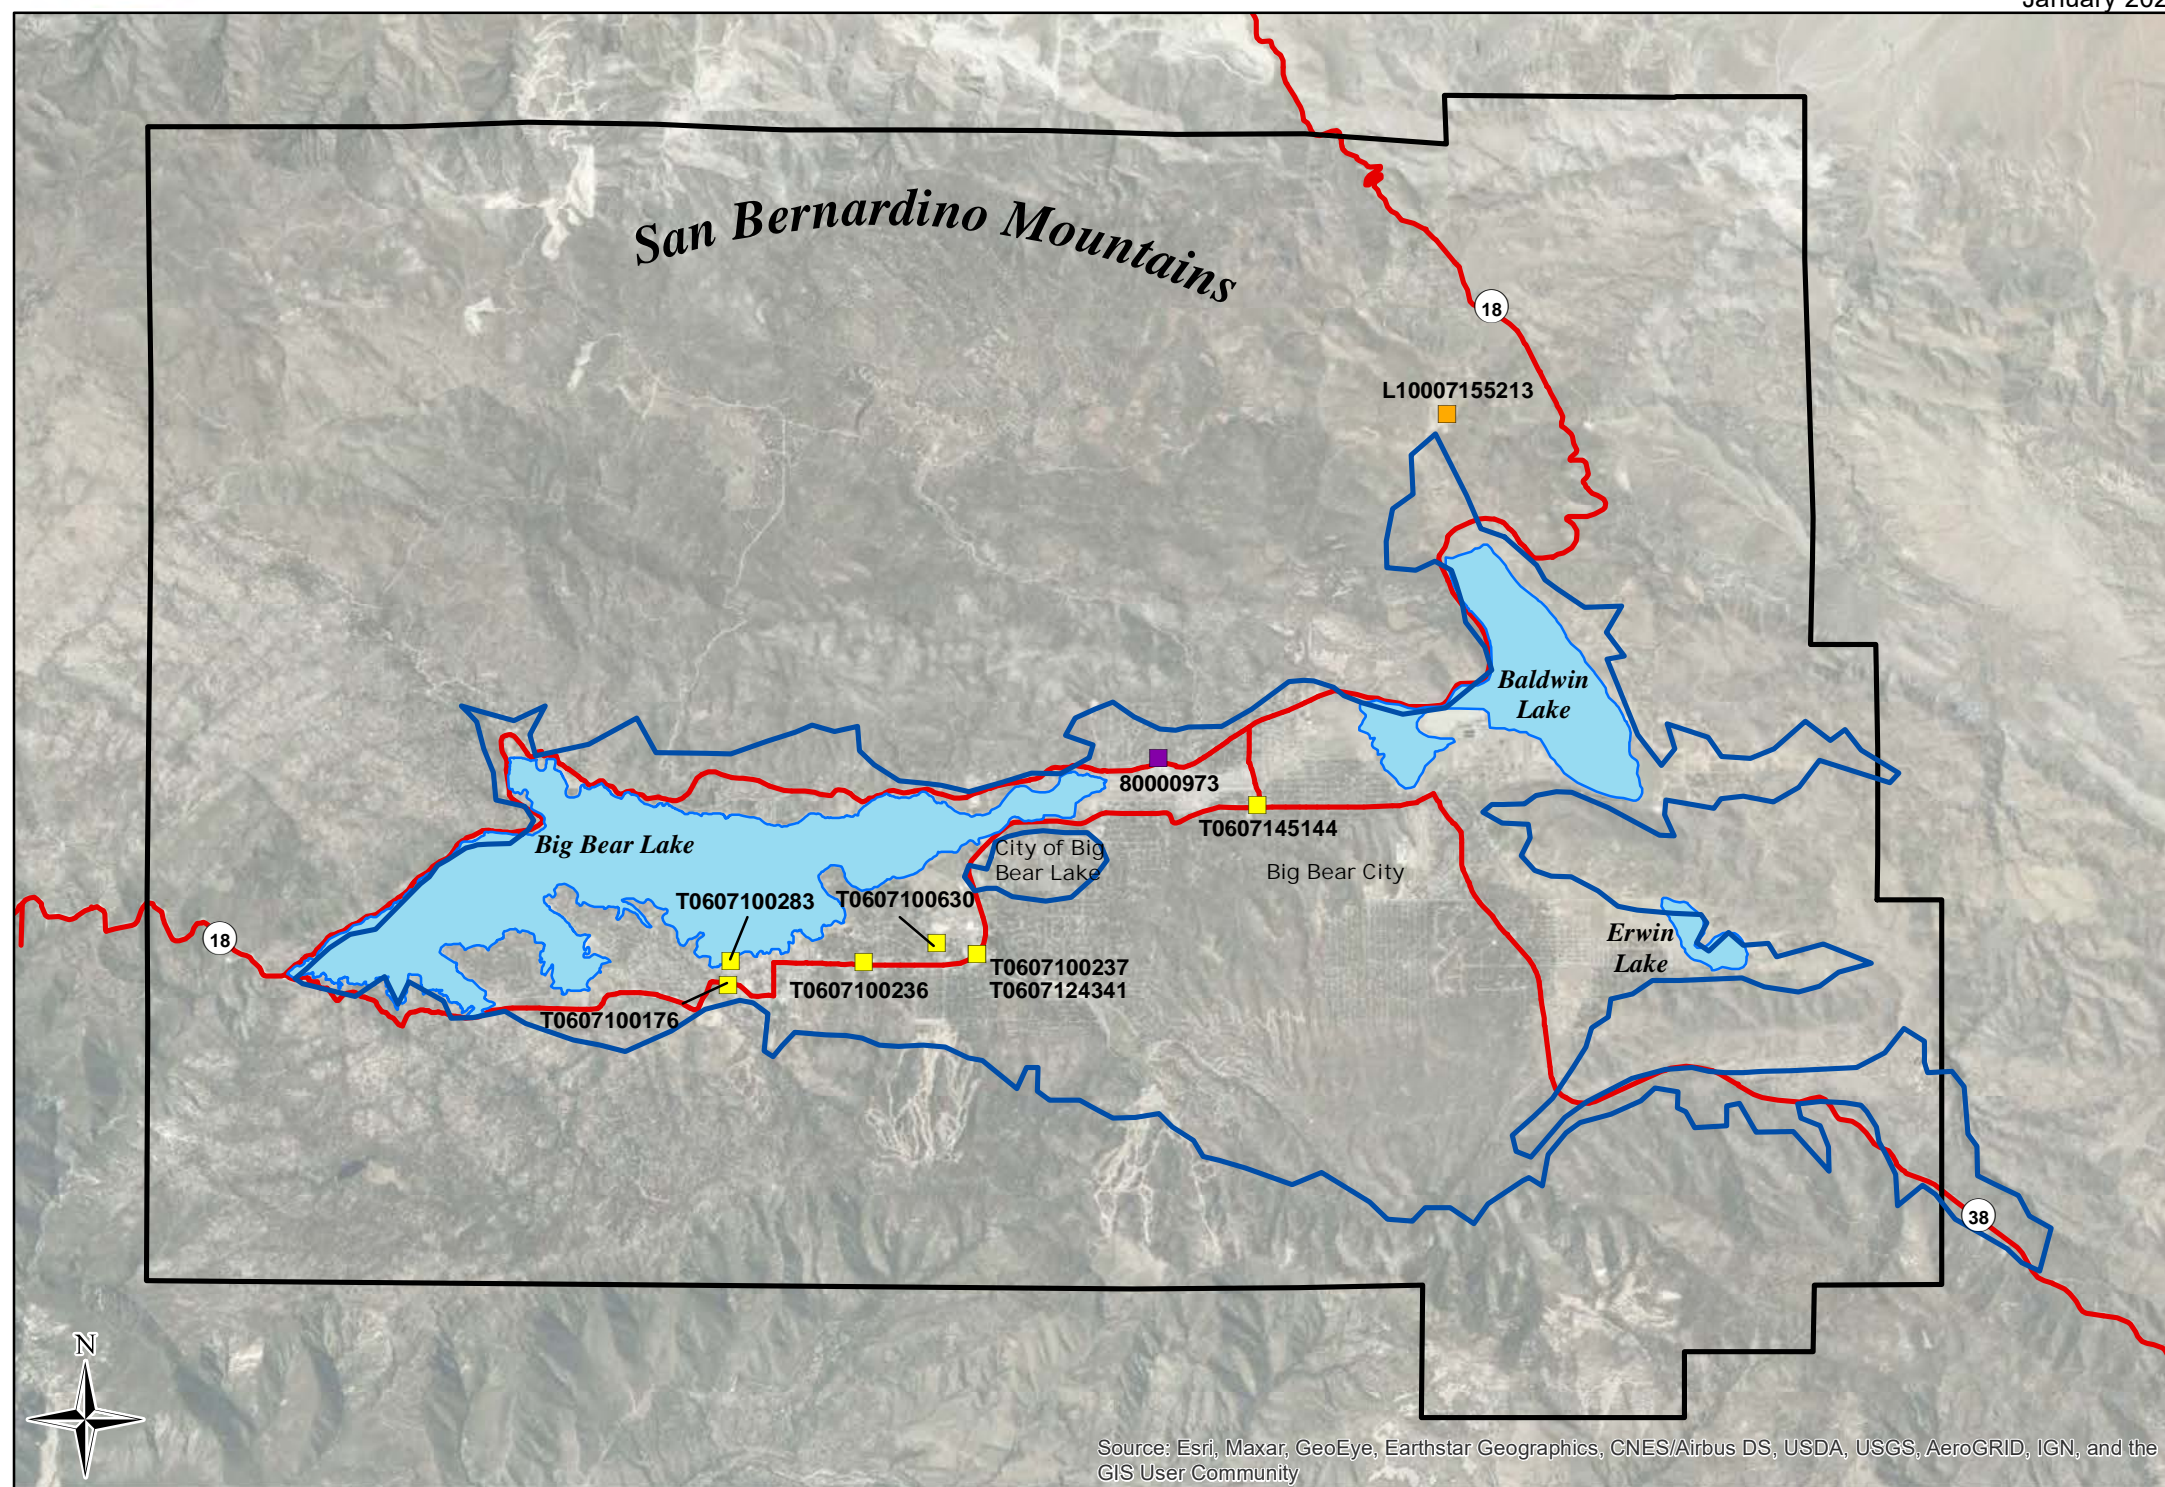 January 202
San Bernardino Mountains
18
L10007155213
Baldwin
Lake
80000973
T0607145144
Big Bear Lake
City of Big
Bear Lake
Big Bear City
T0607100283
T0607100630
18
Erwin
Lake
T0607100237
T0607124341
T0607100236
T0607100176
38
N
Source: Esri, Maxar, GeoEye, Earthstar Geographics, CNES/Airbus DS, USDA, USGS, AeroGRID, IGN, and the
GIS User Community